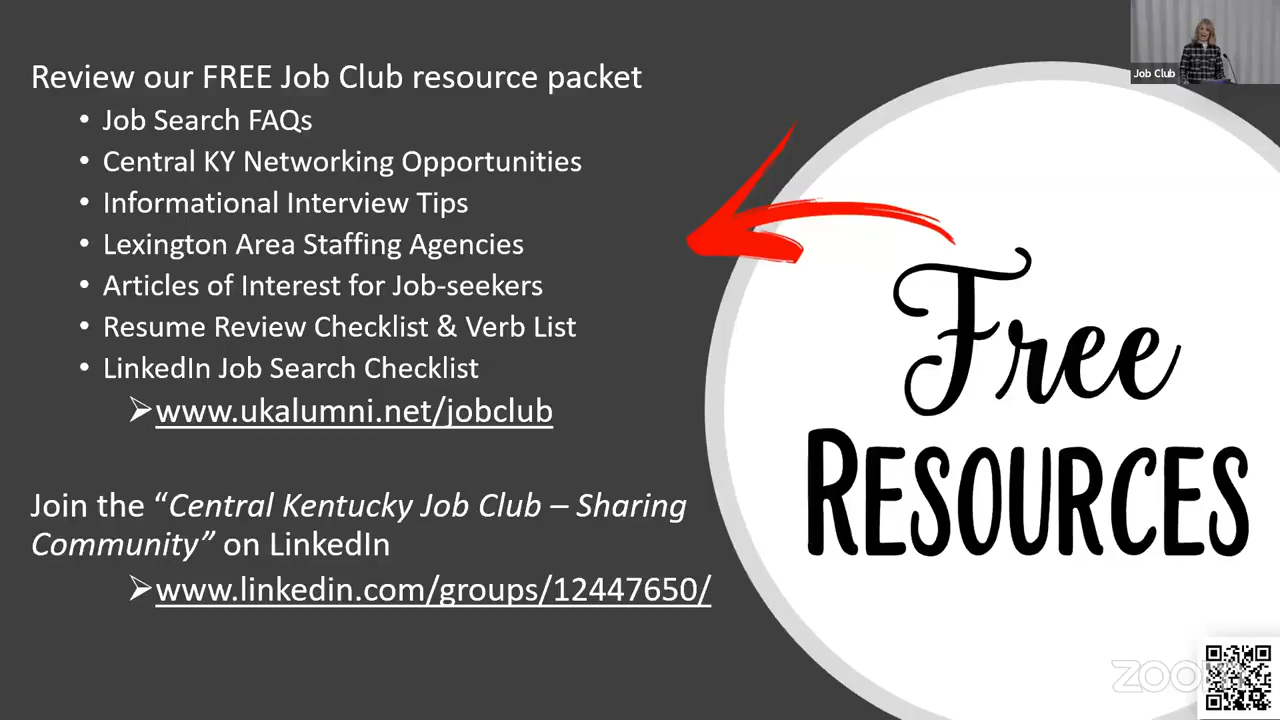 Review our FREE Job Club resource packet
• Job Search FAQs
• Central KY Networking Opportunities
• Informational Interview Tips
• Lexington Area Staffing Agencies
• Articles of Interest for Job-seekers
• Resume Review Checklist & Verb List
• LinkedIn Job Search Checklist
➢www.ukalumni.net/jobclub
Join the “Central Kentucky Job Club – Sharing
Community” on LinkedIn
➢www.linkedin.com/groups/12447650/
Job Club
Free
RESOURCES
zoom